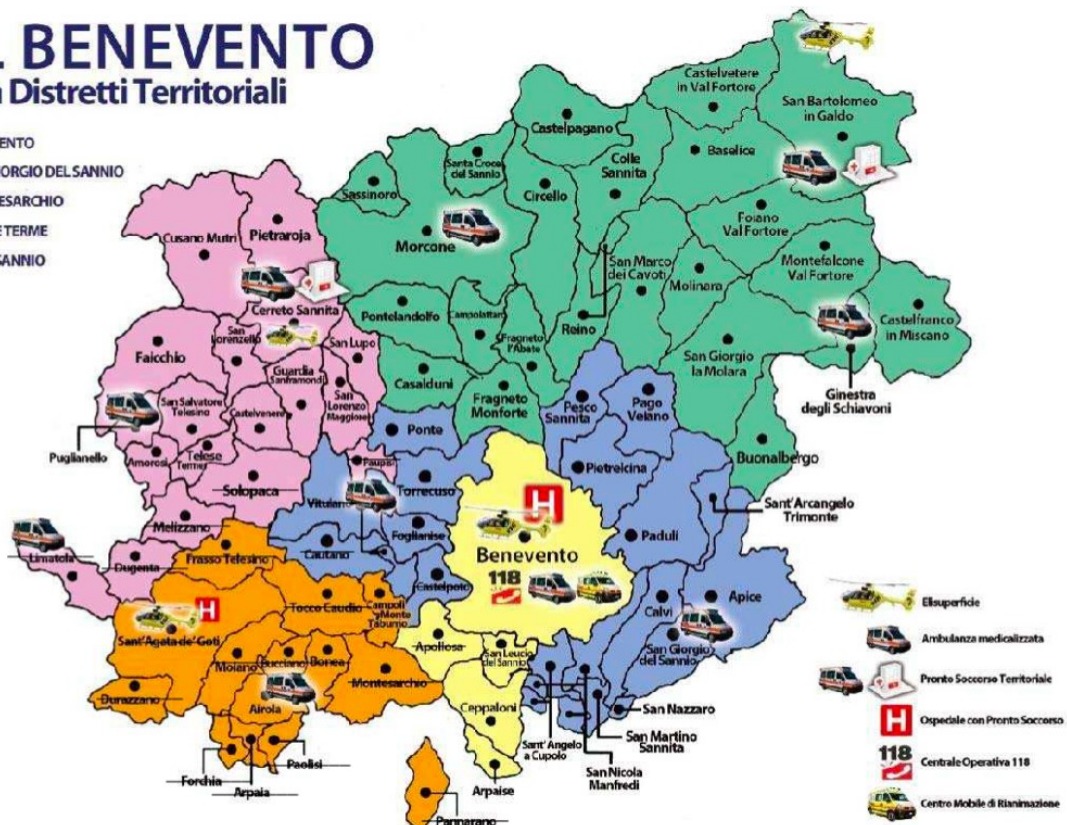 L BENEVENTO
n Distretti Territoriali
ENTO
IORGIO DEL SANNIO
ESARCHIO
E TERME
SANNIO
Castelvetere
in Val Fortore
San Bartolomeo
in Galdo
Castelpagano
Baselice
Colle
Sannita
Santa Croce
del Sannio
Circello
Sassinoro
Foiano
Val Fortore
Cusano Mutri
Pietraroja
Morcone
San Marco
dei Cavoti
Montefalcone
Val Fortore
Molinara
Cerreto Sannita
Pontelandolfo
Campolattaro
Reino
Castelfranco
in Miscano
San
Lorenzello
San Lupo
Fragneto
l'Abate
Faicchio
San Giorgio
la Molara
Guardia
Sanframondi
Casalduni
Ginestra
degli Schiavoni
San Salvatore
Telesino
San
Lorenzo
Maggiore
Fragneto
Monforte
Pesco
Sannita
Pago
Veiano
Castelvenere
Ponte
Puglianello
Amorosi
Telese
Terme
Paupisi
Pietrelcina
Buonalbergo
Solopaca
Vitulano
Torrecuso
Sant'Arcangelo
Trimonte
Melizzano
Foglianise
Paduli
Limatola
Dugenta
Frasso Telesino
Cautano
H
Benevento
118
Castelpoto
Tocco Caudio
Campoli
Monte
Taburno
Calvi
Apice
Elisuperficie
H
Sant'Agata de' Goti
Apollosa
San Leucio
del Sannio
San Giorgio
del Sannio
Ambulanza medicalizzata
Moiano
Bucciano
Bonea
Montesarchio
Pronto Soccorso Territoriale
Durazzano
Airola
Ceppaloni
San Nazzaro
H
Ospedale con Pronto Soccorso
Sant' Angelo
a Cupolo
San Martino
Sannita
Forchia
Paolisi
Arpaia
San Nicola
Manfredi
118
Centrale Operativa 118
Arpaise
Pannarano
Centro Mobile di Rianimazione